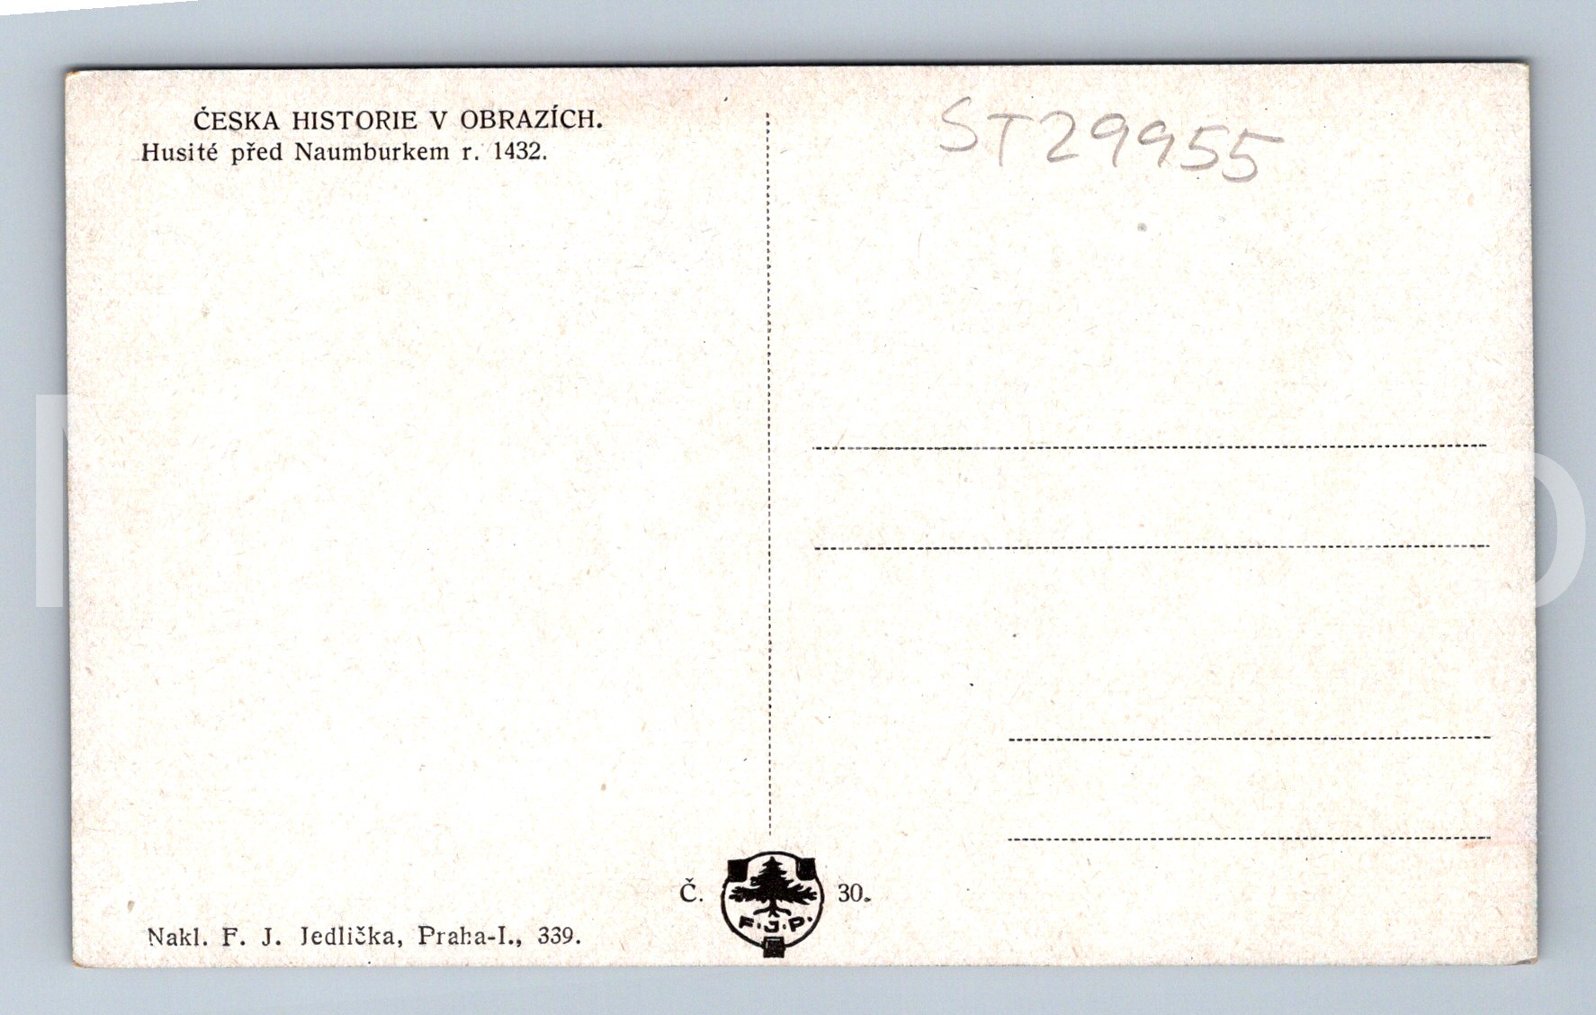 ČESKA HISTORIE V OBRAZÍCH.
Husité před Naumburkem r. 1432.
ST29955
Č. 30.
F. J. P.
Nakl. F. J. Jedlička, Praha-I., 339.